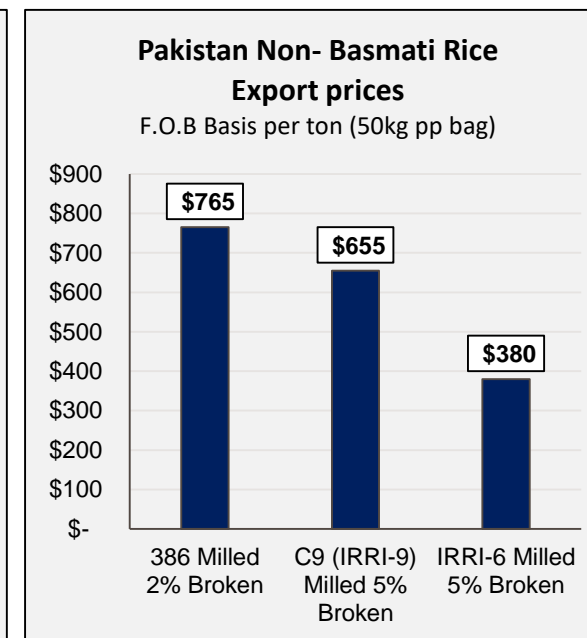 Pakistan Non- Basmati Rice
Export prices
F.O.B Basis per ton (50kg pp bag)
$900
$800
$700
$600
$500
$400
$300
$200
$100
$-
$765
$655
$380
386 Milled
2% Broken
C9 (IRRI-9)
Milled 5%
Broken
IRRI-6 Milled
5% Broken